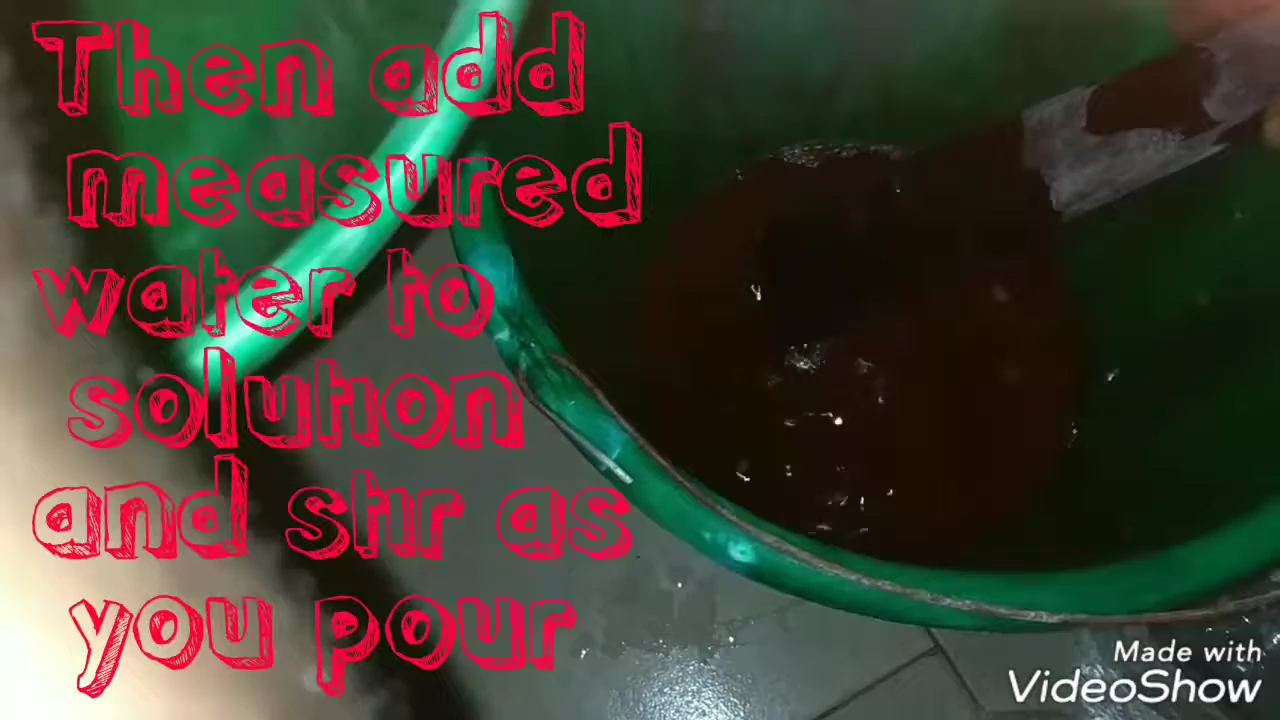 Then add
measured
water to
solution
and stir as
you pour
Made with
VideoShow